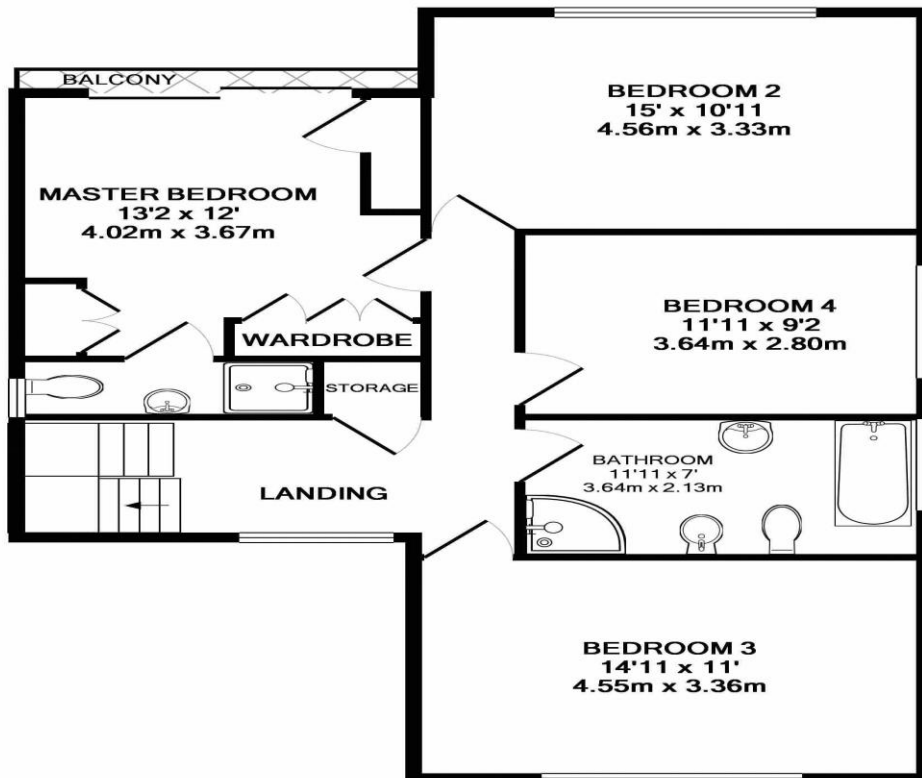 BALCONY
BEDROOM 2
15' x 10'11
4.56m x 3.33m
MASTER BEDROOM
13'2 x 12'
4.02m x 3.67m
BEDROOM 4
11'11 x 9'2
3.64m x 2.80m
WARDROBE
STORAGE
BATHROOM
11'11 x 7'
3.64m x 2.13m
LANDING
BEDROOM 3
14'11 x 11'
4.55m x 3.36m